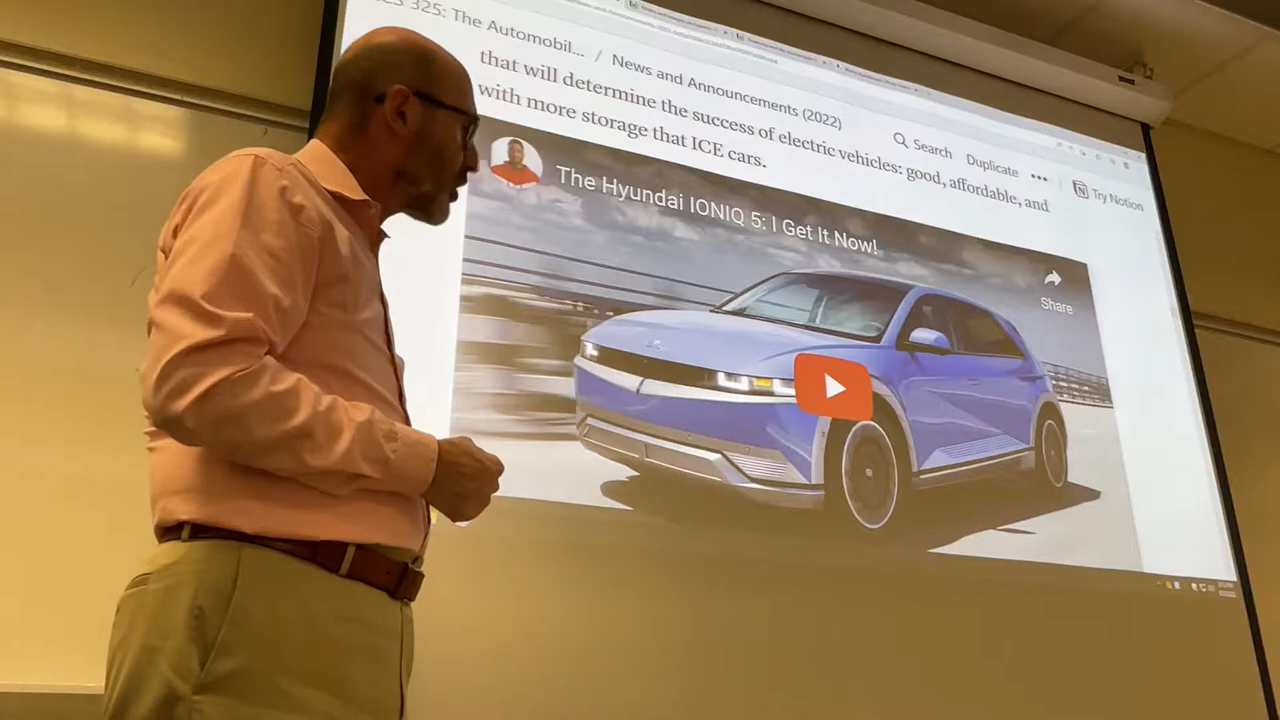 325: The Automobil... / News and Announcements (2022)
Search Duplicate ••• Try Notion
that will determine the success of electric vehicles: good, affordable, and
with more storage that ICE cars.
The Hyundai IONIQ 5: I Get It Now!
Share